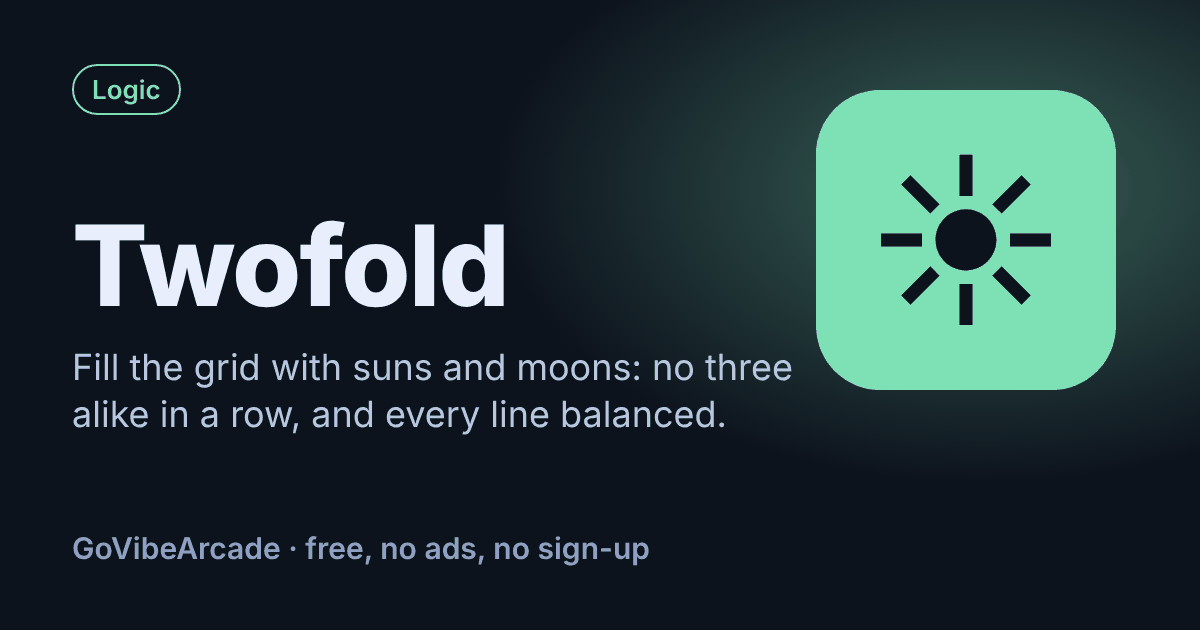 Logic
Twofold
Fill the grid with suns and moons: no three
alike in a row, and every line balanced.
GoVibeArcade · free, no ads, no sign-up